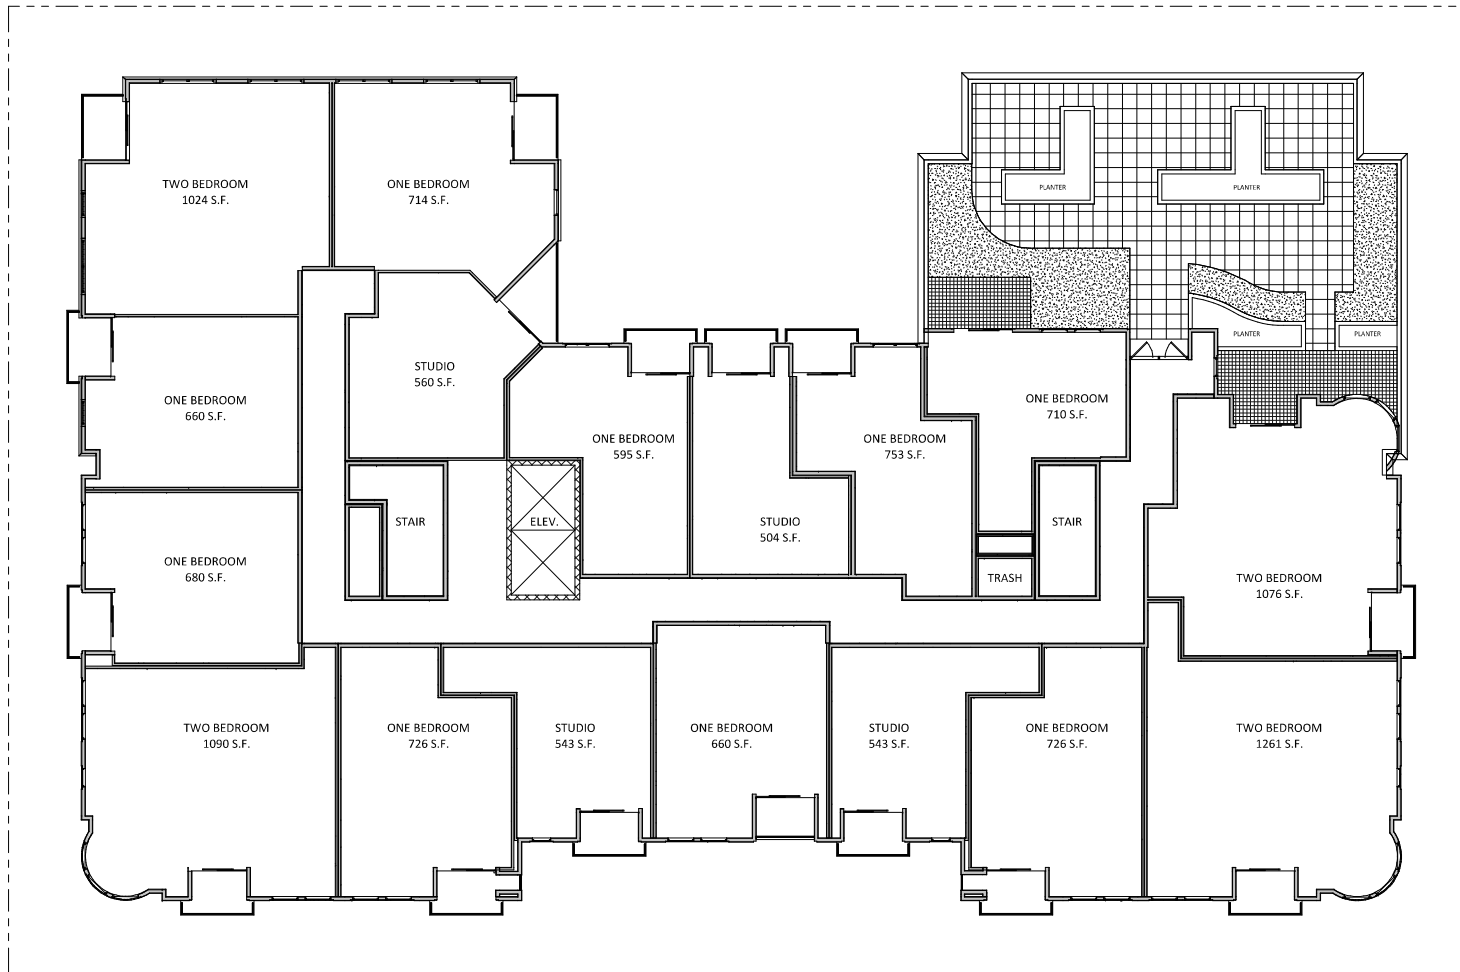 PLANTER
PLANTER
TWO BEDROOM
1024 S.F.
ONE BEDROOM
714 S.F.
PLANTER
PLANTER
STUDIO
560 S.F.
ONE BEDROOM
660 S.F.
ONE BEDROOM
710 S.F.
ONE BEDROOM
595 S.F.
ONE BEDROOM
753 S.F.
STAIR
ELEV.
STUDIO
504 S.F.
STAIR
ONE BEDROOM
680 S.F.
TRASH
TWO BEDROOM
1076 S.F.
TWO BEDROOM
1090 S.F.
ONE BEDROOM
726 S.F.
STUDIO
543 S.F.
ONE BEDROOM
660 S.F.
STUDIO
543 S.F.
ONE BEDROOM
726 S.F.
TWO BEDROOM
1261 S.F.